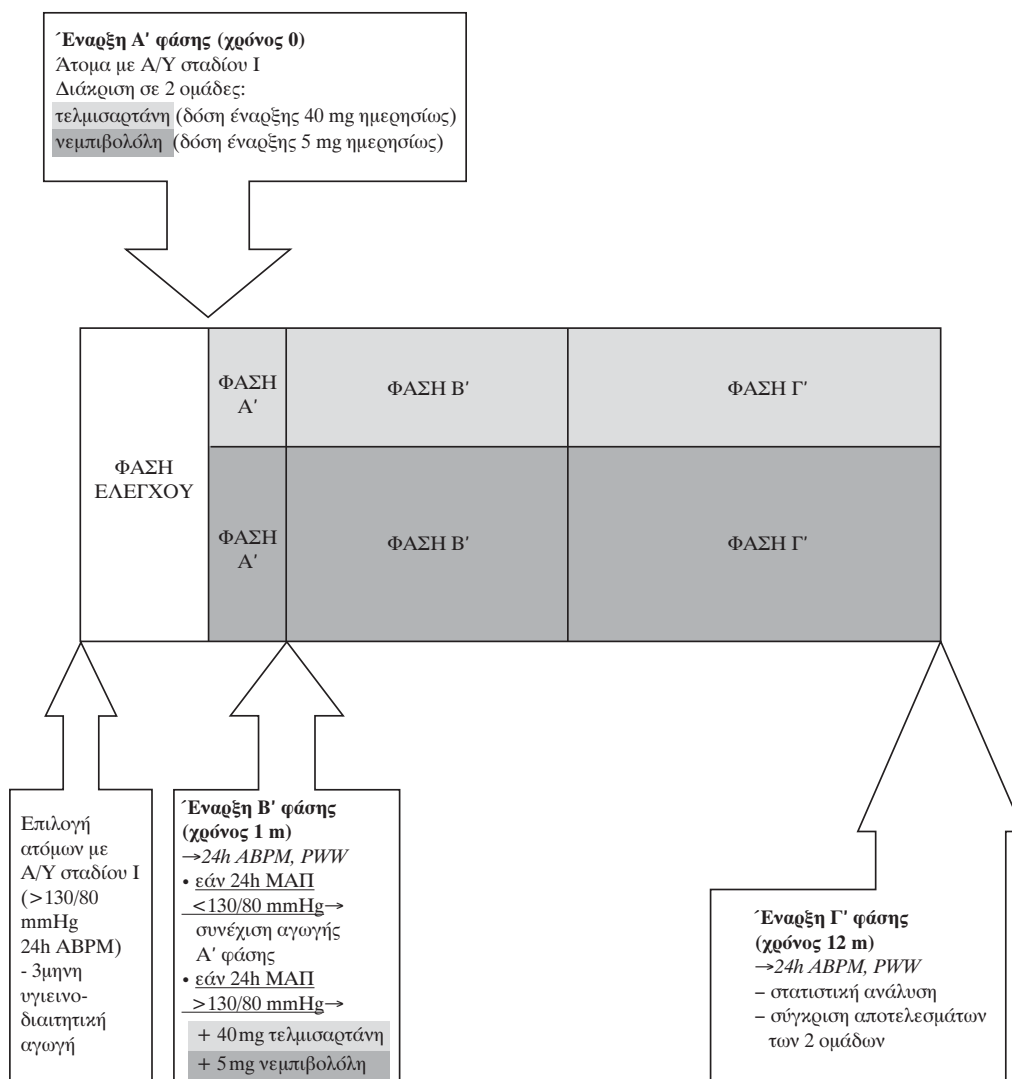 Έναρξη Α' φάσης (χρόνος 0)
Άτομα με Α/Υ σταδίου Ι
Διάκριση σε 2 ομάδες:
τελμισαρτάνη (δόση έναρξης 40 mg ημερησίως)
νεμπιβολόλη (δόση έναρξης 5 mg ημερησίως)
ΦΑΣΗ
ΕΛΕΓΧΟΥ
ΦΑΣΗ
Α'
ΦΑΣΗ Β'
ΦΑΣΗ Γ'
ΦΑΣΗ
Α'
ΦΑΣΗ Β'
ΦΑΣΗ Γ'
Επιλογή
ατόμων με
Α/Υ σταδίου Ι
(>130/80
mmHg
24h ABPM)
- 3μηνη
υγιεινο-
διαιτητική
αγωγή
Έναρξη Β' φάσης
(χρόνος 1 m)
→24h ABPM, PWW
• εάν 24h ΜΑΠ
<130/80 mmHg→
συνέχιση αγωγής
Α' φάσης
• εάν 24h ΜΑΠ
>130/80 mmHg→
+ 40mg τελμισαρτάνη
+ 5mg νεμπιβολόλη
Έναρξη Γ' φάσης
(χρόνος 12 m)
→24h ABPM, PWW
– στατιστική ανάλυση
– σύγκριση αποτελεσμάτων
των 2 ομάδων